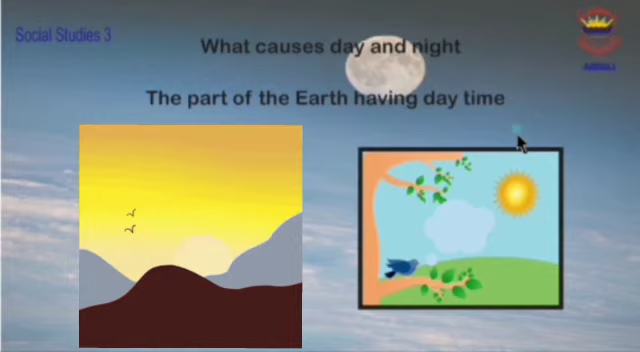 Social Studies 3
What causes day and night
The part of the Earth having day time